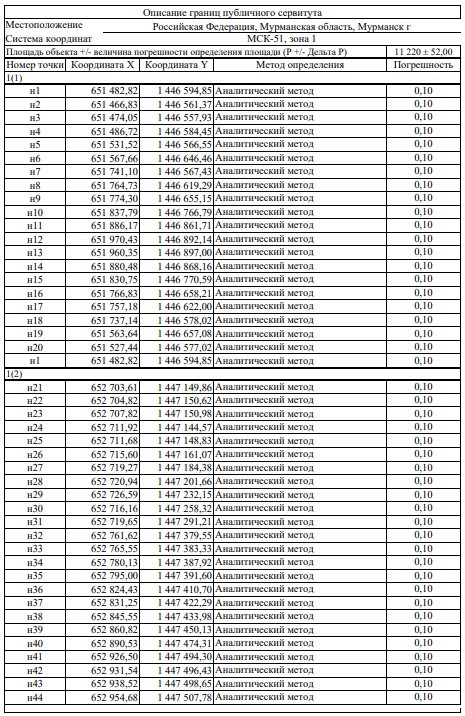 Описание границ публичного сервитута
Местоположение Российская Федерация, Мурманская область, Мурманск г
Система координат МСК-51, зона 1
Площадь объекта +/- величина погрешности определения площади (Р +/- Дельта Р) 11 220 ± 52,00
Номер точки Координата X Координата Y Метод определения Погрешность
1(1)
н1 651 482,82 1 446 594,85 Аналитический метод 0,10
н2 651 466,83 1 446 561,37 Аналитический метод 0,10
н3 651 474,05 1 446 557,93 Аналитический метод 0,10
н4 651 486,72 1 446 584,45 Аналитический метод 0,10
н5 651 531,52 1 446 566,55 Аналитический метод 0,10
н6 651 567,66 1 446 646,46 Аналитический метод 0,10
н7 651 741,10 1 446 567,43 Аналитический метод 0,10
н8 651 764,73 1 446 619,29 Аналитический метод 0,10
н9 651 774,30 1 446 655,15 Аналитический метод 0,10
н10 651 837,79 1 446 766,79 Аналитический метод 0,10
н11 651 886,17 1 446 861,71 Аналитический метод 0,10
н12 651 970,43 1 446 892,14 Аналитический метод 0,10
н13 651 960,35 1 446 897,00 Аналитический метод 0,10
н14 651 880,48 1 446 868,16 Аналитический метод 0,10
н15 651 830,75 1 446 770,59 Аналитический метод 0,10
н16 651 766,83 1 446 658,21 Аналитический метод 0,10
н17 651 757,18 1 446 622,00 Аналитический метод 0,10
н18 651 737,14 1 446 578,02 Аналитический метод 0,10
н19 651 563,64 1 446 657,08 Аналитический метод 0,10
н20 651 527,44 1 446 577,02 Аналитический метод 0,10
н1 651 482,82 1 446 594,85 Аналитический метод 0,10
1(2)
н21 652 703,61 1 447 149,86 Аналитический метод 0,10
н22 652 704,82 1 447 150,62 Аналитический метод 0,10
н23 652 707,82 1 447 150,98 Аналитический метод 0,10
н24 652 711,92 1 447 144,57 Аналитический метод 0,10
н25 652 711,68 1 447 148,83 Аналитический метод 0,10
н26 652 715,60 1 447 161,07 Аналитический метод 0,10
н27 652 719,27 1 447 184,38 Аналитический метод 0,10
н28 652 720,94 1 447 201,66 Аналитический метод 0,10
н29 652 726,59 1 447 232,15 Аналитический метод 0,10
н30 652 716,16 1 447 258,32 Аналитический метод 0,10
н31 652 719,65 1 447 291,21 Аналитический метод 0,10
н32 652 761,62 1 447 379,55 Аналитический метод 0,10
н33 652 765,55 1 447 383,33 Аналитический метод 0,10
н34 652 780,13 1 447 387,92 Аналитический метод 0,10
н35 652 795,00 1 447 391,60 Аналитический метод 0,10
н36 652 824,43 1 447 410,70 Аналитический метод 0,10
н37 652 831,25 1 447 422,29 Аналитический метод 0,10
н38 652 845,55 1 447 433,98 Аналитический метод 0,10
н39 652 860,82 1 447 450,13 Аналитический метод 0,10
н40 652 890,53 1 447 474,31 Аналитический метод 0,10
н41 652 926,50 1 447 494,30 Аналитический метод 0,10
н42 652 931,54 1 447 496,43 Аналитический метод 0,10
н43 652 938,52 1 447 498,65 Аналитический метод 0,10
н44 652 954,68 1 447 507,78 Аналитический метод 0,10